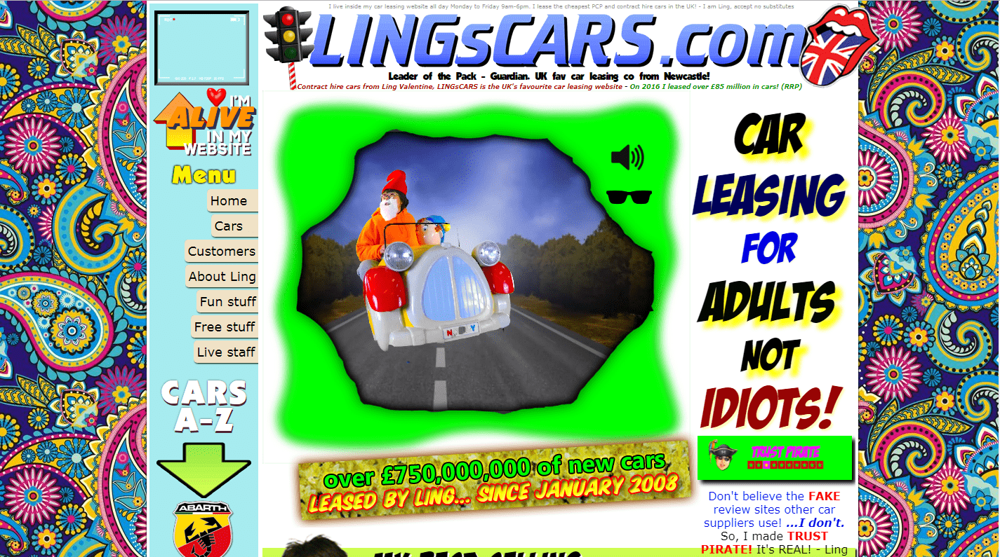 I live inside my car leasing website all day Monday to Friday 9am-6pm. I lease the cheapest PCP and contract hire cars in the UK! - I am Ling, accept no substitutes
LINGsCARS.com
Leader of the Pack - Guardian. UK fav car leasing co from Newcastle!
Contract hire cars from Ling Valentine, LINGsCARS is the UK's favourite car leasing website - On 2016 I leased over £85 million in cars! (RRP)
I'M
ALIVE
IN MY
WEBSITE
Menu
Home
Cars
Customers
About Ling
Fun stuff
Free stuff
Live staff
CARS
A-Z
ABARTH
over £750,000,000 of new cars
LEASED BY LING... SINCE JANUARY 2008
CAR
LEASING
FOR
ADULTS
NOT
IDIOTS!
TRUST PIRATE
Don't believe the FAKE
review sites other car
suppliers use! ...I don't.
So, I made TRUST
PIRATE! It's REAL! - Ling